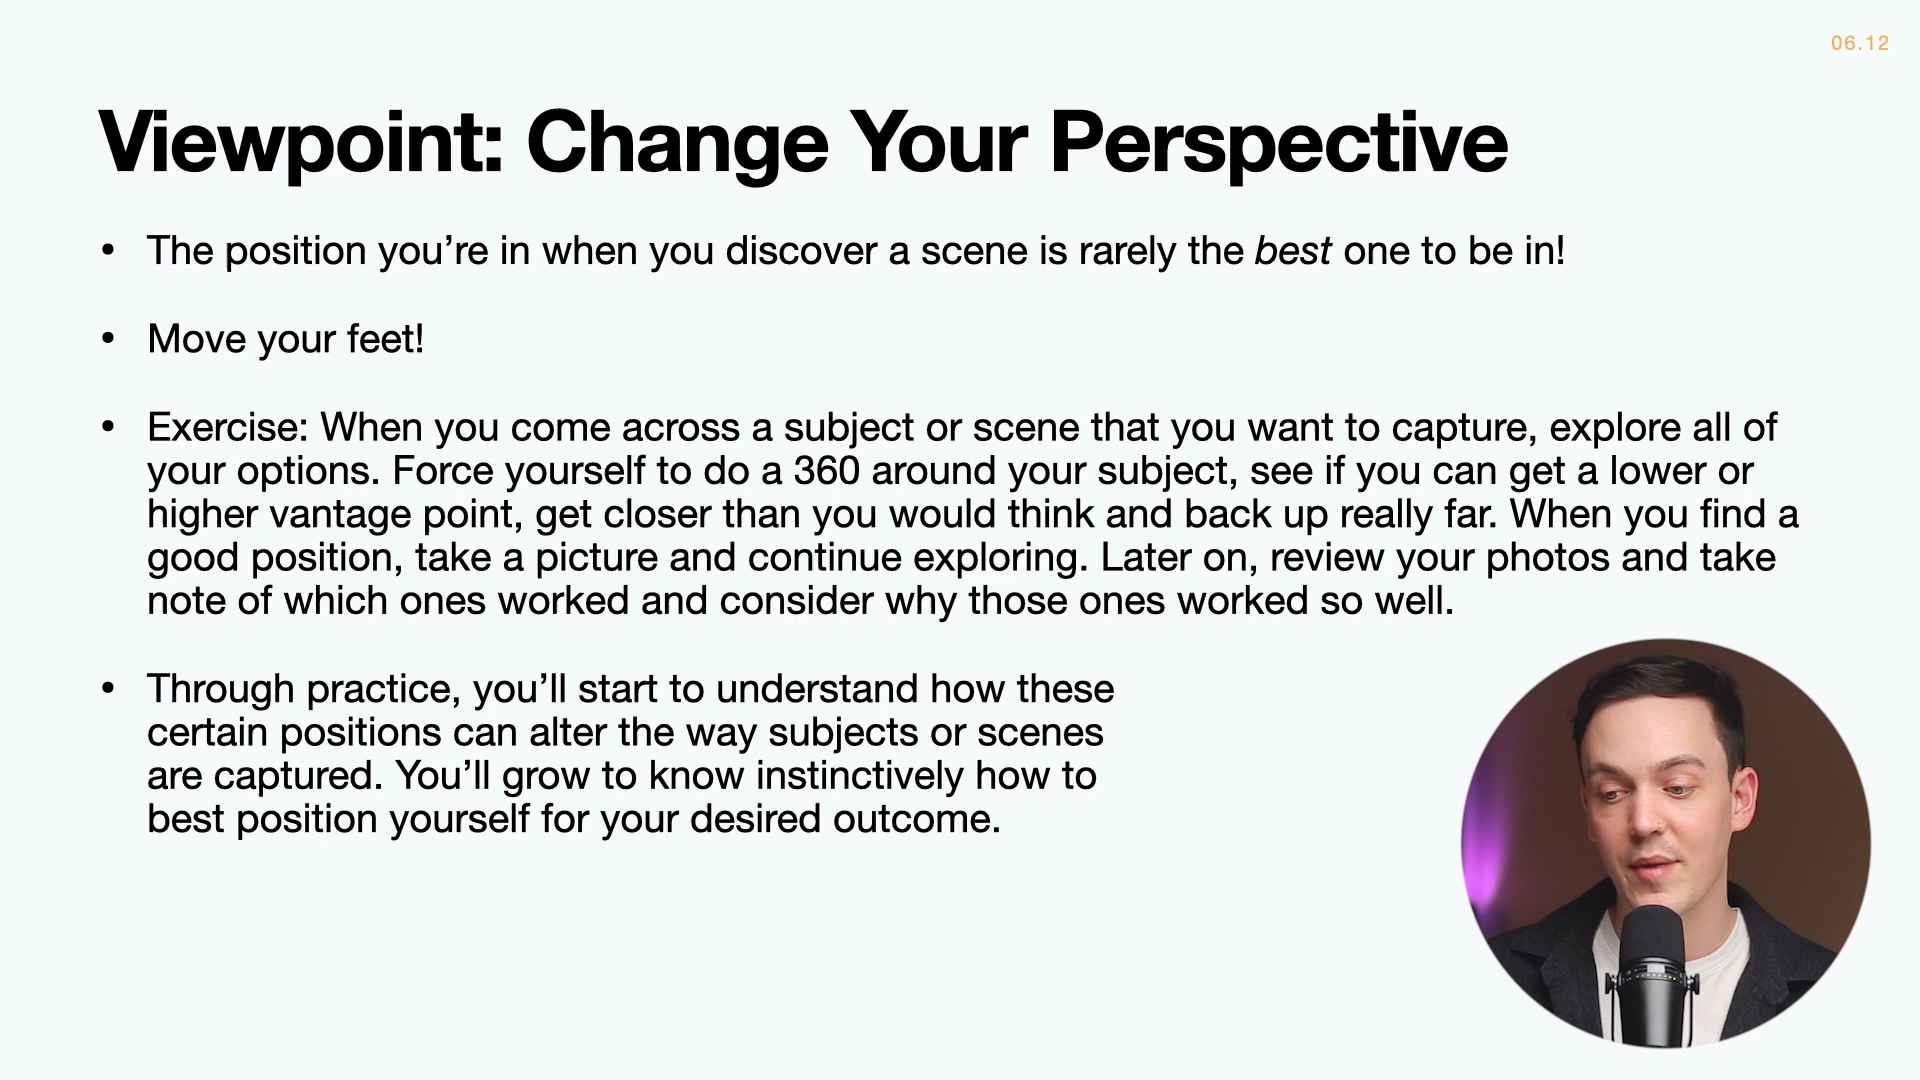 06.12
Viewpoint: Change Your Perspective
• The position you’re in when you discover a scene is rarely the best one to be in!
• Move your feet!
• Exercise: When you come across a subject or scene that you want to capture, explore all of
your options. Force yourself to do a 360 around your subject, see if you can get a lower or
higher vantage point, get closer than you would think and back up really far. When you find a
good position, take a picture and continue exploring. Later on, review your photos and take
note of which ones worked and consider why those ones worked so well.
• Through practice, you’ll start to understand how these
certain positions can alter the way subjects or scenes
are captured. You’ll grow to know instinctively how to
best position yourself for your desired outcome.